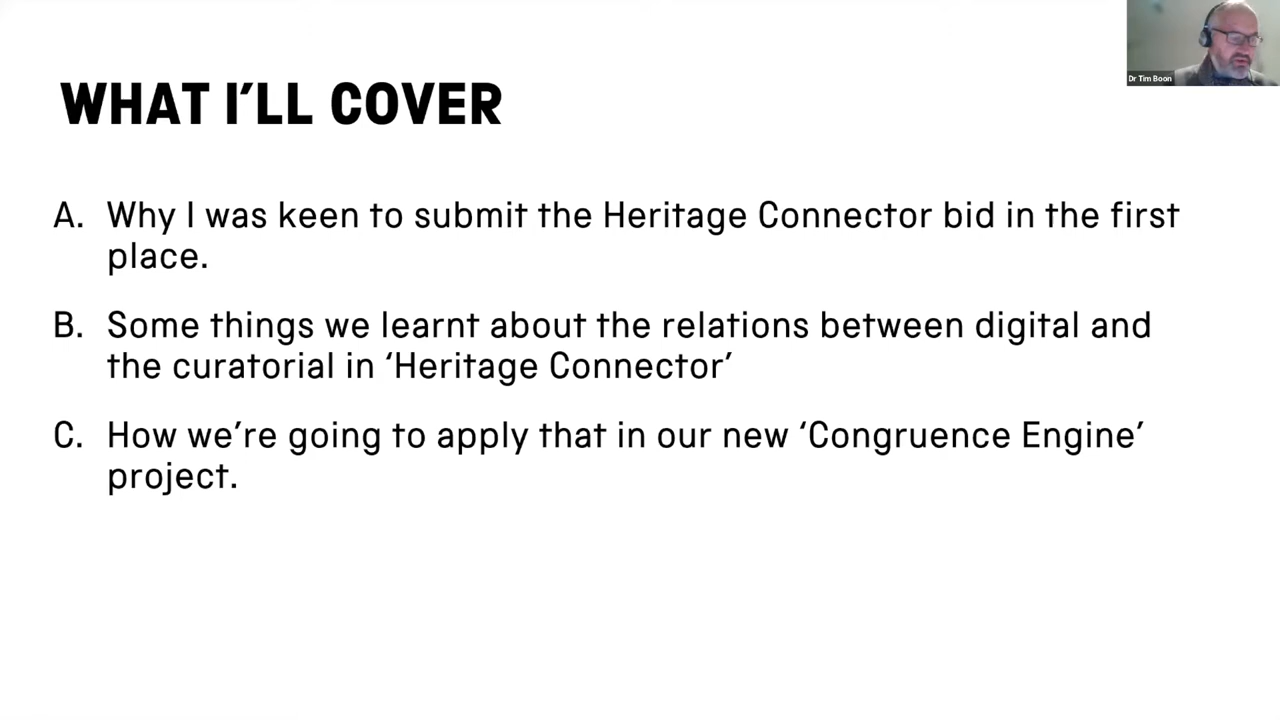 Dr Tim Boon
WHAT I’LL COVER
A. Why I was keen to submit the Heritage Connector bid in the first
place.
B. Some things we learnt about the relations between digital and
the curatorial in ‘Heritage Connector’
C. How we’re going to apply that in our new ‘Congruence Engine’
project.